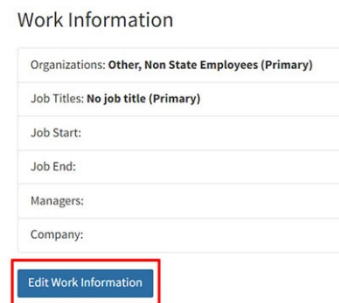 Work Information
Organizations: Other, Non State Employees (Primary)
Job Titles: No job title (Primary)
Job Start:
Job End:
Managers:
Company:
Edit Work Information